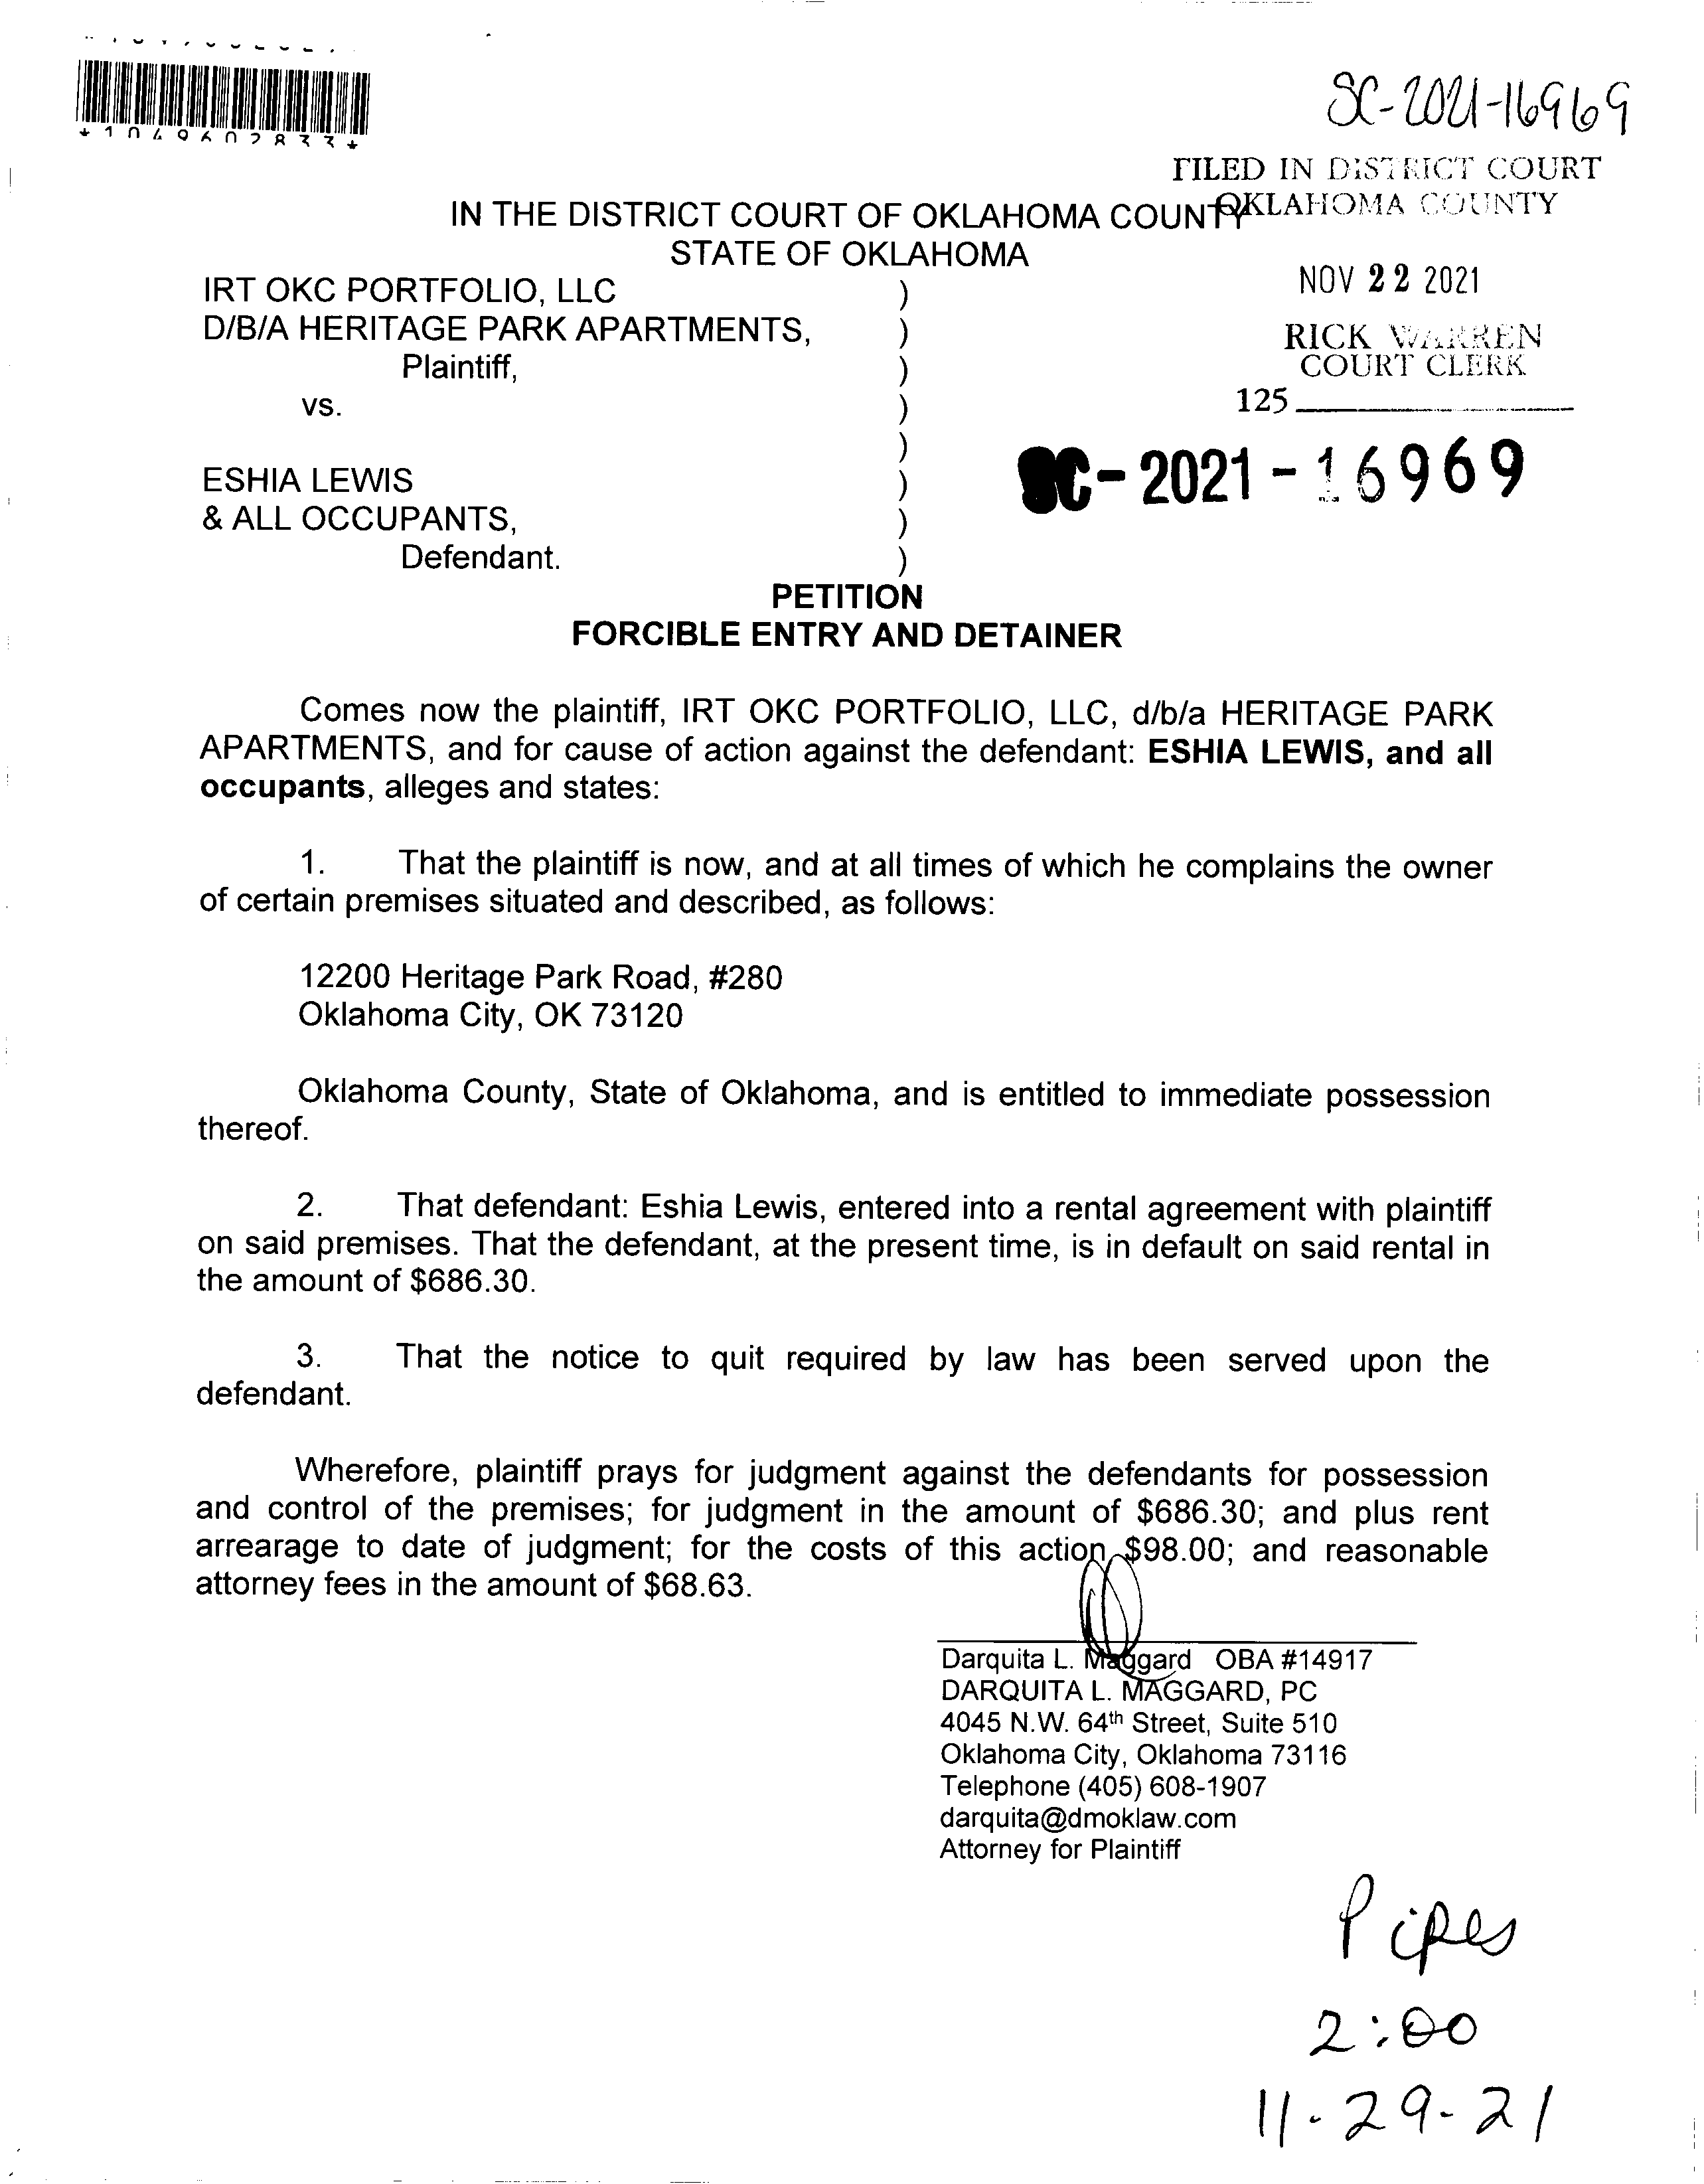 *1049602833*
SC-2021-16969
FILED IN DISTRICT COURT
OKLAHOMA COUNTY
IN THE DISTRICT COURT OF OKLAHOMA COUNTY
STATE OF OKLAHOMA
NOV 22 2021
RICK WARREN
COURT CLERK
125
SC-2021-16969
IRT OKC PORTFOLIO, LLC )
D/B/A HERITAGE PARK APARTMENTS, )
Plaintiff, )
vs. )
)
ESHIA LEWIS )
& ALL OCCUPANTS, )
Defendant. )
PETITION
FORCIBLE ENTRY AND DETAINER
Comes now the plaintiff, IRT OKC PORTFOLIO, LLC, d/b/a HERITAGE PARK
APARTMENTS, and for cause of action against the defendant: ESHIA LEWIS, and all
occupants, alleges and states:
1. That the plaintiff is now, and at all times of which he complains the owner
of certain premises situated and described, as follows:
12200 Heritage Park Road, #280
Oklahoma City, OK 73120
Oklahoma County, State of Oklahoma, and is entitled to immediate possession
thereof.
2. That defendant: Eshia Lewis, entered into a rental agreement with plaintiff
on said premises. That the defendant, at the present time, is in default on said rental in
the amount of $686.30.
3. That the notice to quit required by law has been served upon the
defendant.
Wherefore, plaintiff prays for judgment against the defendants for possession
and control of the premises; for judgment in the amount of $686.30; and plus rent
arrearage to date of judgment; for the costs of this action $98.00; and reasonable
attorney fees in the amount of $68.63.
Darquita L. Maggard OBA #14917
DARQUITA L. MAGGARD, PC
4045 N.W. 64th Street, Suite 510
Oklahoma City, Oklahoma 73116
Telephone (405) 608-1907
darquita@dmoklaw.com
Attorney for Plaintiff
Pipes
2:00
11-29-21